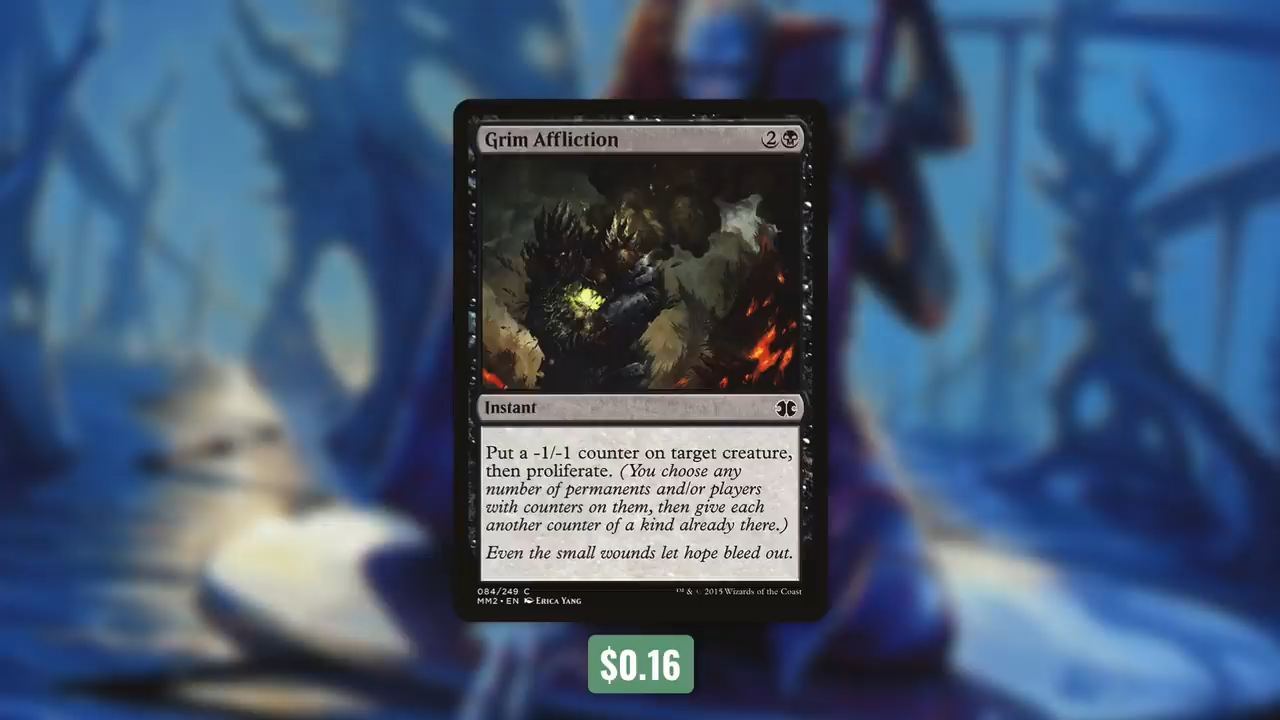 Grim Affliction 2
Instant
Put a -1/-1 counter on target creature,
then proliferate. (You choose any
number of permanents and/or players
with counters on them, then give each
another counter of a kind already there.)
Even the small wounds let hope bleed out.
084/249 C
MM2 • EN Erica Yang
™ & © 2015 Wizards of the Coast
$0.16